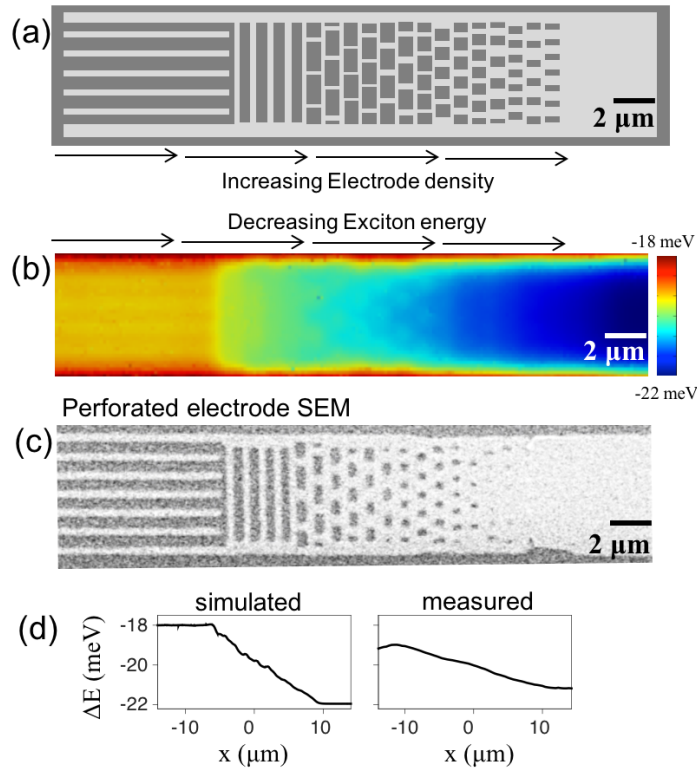 (a)
2 μm
Increasing Electrode density
Decreasing Exciton energy
(b)
-18 meV
2 μm
-22 meV
Perforated electrode SEM
(c)
2 μm
(d)
simulated
measured
ΔE (meV)
-18
-20
-22
-10
0
10
-10
0
10
x (μm)
x (μm)